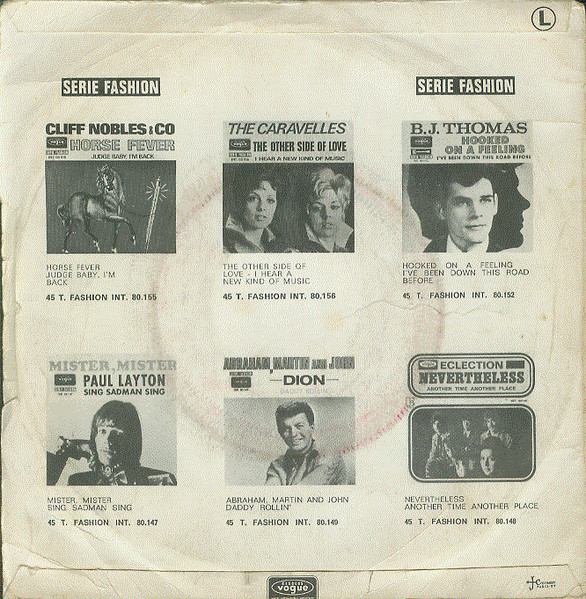 L
SERIE FASHION
SERIE FASHION
CLIFF NOBLES & CO
HORSE FEVER
JUDGE BABY, I'M BACK
HORSE FEVER
JUDGE BABY, I'M
BACK
45 T. FASHION INT. 80.155
THE CARAVELLES
THE OTHER SIDE OF LOVE
I HEAR A NEW KIND OF MUSIC
THE OTHER SIDE OF
LOVE - I HEAR A
NEW KIND OF MUSIC
45 T. FASHION INT. 80.156
B.J. THOMAS
HOOKED
ON A FEELING
I'VE BEEN DOWN THIS ROAD BEFORE
HOOKED ON A FEELING
I'VE BEEN DOWN THIS ROAD
BEFORE
45 T. FASHION INT. 80.152
MISTER, MISTER
PAUL LAYTON
SING SADMAN SING
MISTER, MISTER
SING SADMAN SING
45 T. FASHION INT. 80.147
ABRAHAM, MARTIN AND JOHN
DION
DADDY ROLLIN'
ABRAHAM, MARTIN AND JOHN
DADDY ROLLIN'
45 T. FASHION INT. 80.149
ECLECTION
NEVERTHELESS
ANOTHER TIME ANOTHER PLACE
NEVERTHELESS
ANOTHER TIME ANOTHER PLACE
45 T. FASHION INT. 80.148
vogue